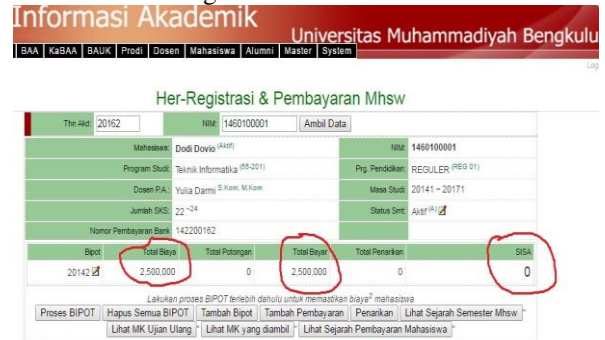 Informasi Akademik
Universitas Muhammadiyah Bengkulu
BAA KaBAA BAUK Prodi Dosen Mahasiswa Alumni Master System
Her-Registrasi & Pembayaran Mhsw
Thn Akd: 20162 NIM: 1460100001 Ambil Data
Mahasiswa: Dodi Dovio (Aktif) NIM: 1460100001
Program Studi: Teknik Informatika (55-201) Prg. Pendidikan: REGULER (REG 01)
Dosen P.A.: Yulia Darmi S.Kom, M.Kom Masa Studi: 20141 - 20171
Jumlah SKS: 22 ~24 Status Smt: Aktif (A)
Nomor Pembayaran Bank: 142200162
Bipot Total Biaya Total Potongan Total Bayar Total Penarikan SISA
20142 2,500,000 0 2,500,000 0 0
Lakukan proses BIPOT terlebih dahulu untuk memastikan biaya² mahasiswa
Proses BIPOT Hapus Semua BIPOT Tambah Bipot Tambah Pembayaran Penarikan Lihat Sejarah Semester Mhsw
Lihat MK Ujian Ulang Lihat MK yang diambil Lihat Sejarah Pembayaran Mahasiswa